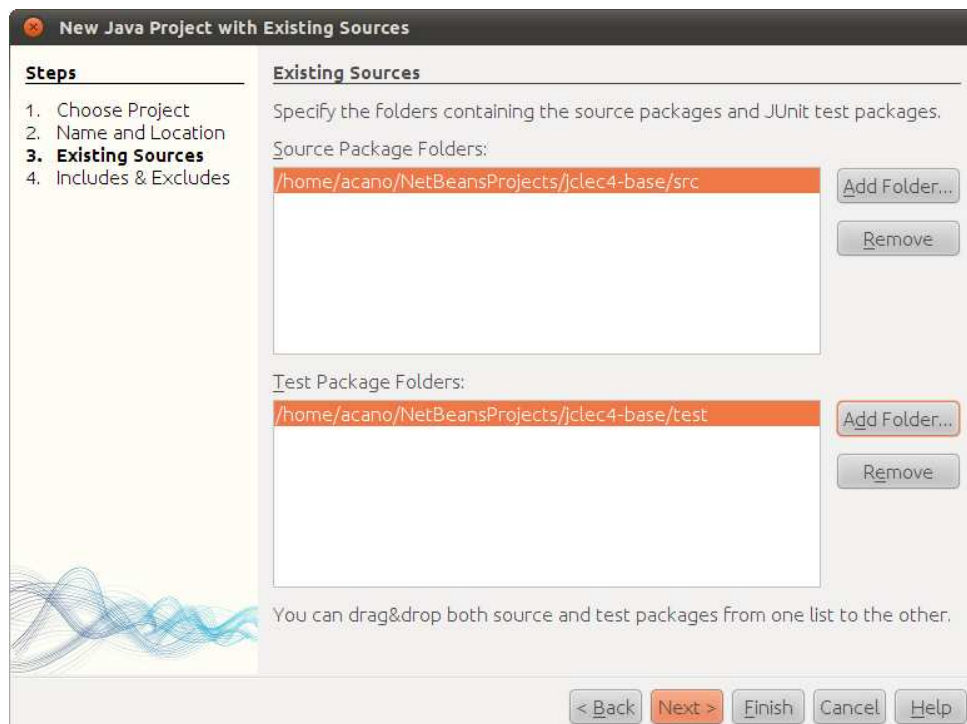 New Java Project with Existing Sources
Steps
1. Choose Project
2. Name and Location
3. Existing Sources
4. Includes & Excludes
Existing Sources
Specify the folders containing the source packages and JUnit test packages.
Source Package Folders:
/home/acano/NetBeansProjects/jclec4-base/src
Add Folder...
Remove
Test Package Folders:
/home/acano/NetBeansProjects/jclec4-base/test
Add Folder...
Remove
You can drag&drop both source and test packages from one list to the other.
< Back
Next >
Finish
Cancel
Help